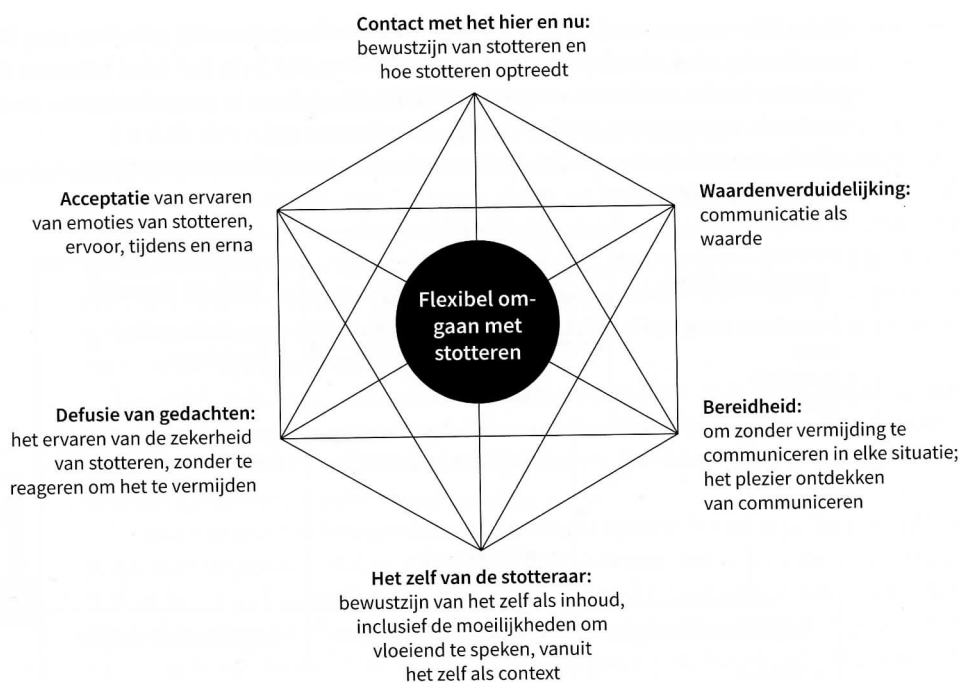 Contact met het hier en nu:
bewustzijn van stotteren en
hoe stotteren optreedt
Acceptatie van ervaren
van emoties van stotteren,
ervoor, tijdens en erna
Waardenverduidelijking:
communicatie als
waarde
Flexibel om-
gaan met
stotteren
Defusie van gedachten:
het ervaren van de zekerheid
van stotteren, zonder te
reageren om het te vermijden
Bereidheid:
om zonder vermijding te
communiceren in elke situatie;
het plezier ontdekken
van communiceren
Het zelf van de stotteraar:
bewustzijn van het zelf als inhoud,
inclusief de moeilijkheden om
vloeiend te speken, vanuit
het zelf als context